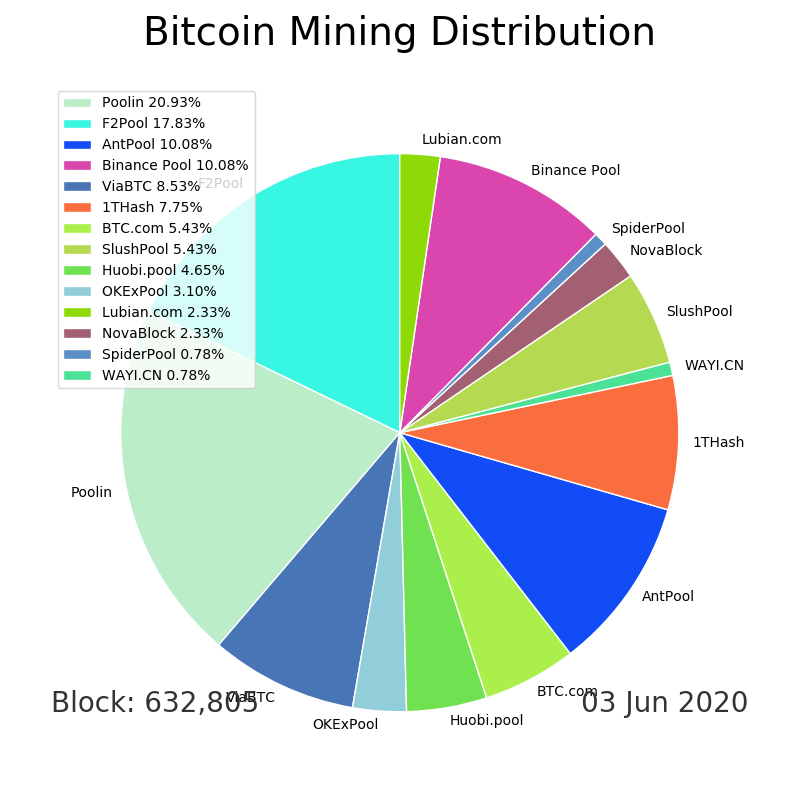 Bitcoin Mining Distribution
Poolin 20.93%
F2Pool 17.83%
AntPool 10.08%
Binance Pool 10.08%
ViaBTC 8.53%
1THash 7.75%
BTC.com 5.43%
SlushPool 5.43%
Huobi.pool 4.65%
OKExPool 3.10%
Lubian.com 2.33%
NovaBlock 2.33%
SpiderPool 0.78%
WAYI.CN 0.78%
Lubian.com
Binance Pool
F2Pool
SpiderPool
NovaBlock
SlushPool
WAYI.CN
1THash
Poolin
AntPool
BTC.com
ViaBTC
Huobi.pool
OKExPool
Block: 632,805
03 Jun 2020